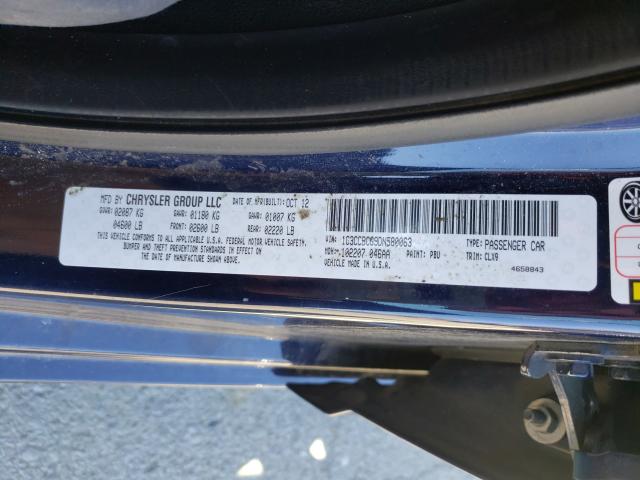 MFD BY CHRYSLER GROUP LLC DATE OF MFR(BUILT): OCT 12
GVWR: 02087 KG GAWR: 01180 KG GAWR: 01007 KG
04600 LB FRONT: 02600 LB REAR: 02220 LB
THIS VEHICLE CONFORMS TO ALL APPLICABLE U.S.A. FEDERAL MOTOR VEHICLE SAFETY,
BUMPER AND THEFT PREVENTION STANDARDS IN EFFECT ON
THE DATE OF MANUFACTURE SHOWN ABOVE.
VIN: 1C3CCBCG9DN580063 TYPE: PASSENGER CAR
MDH: 102207 046AA PAINT: PBU TRIM: CLX9
VEHICLE MADE IN U.S.A. 4658843